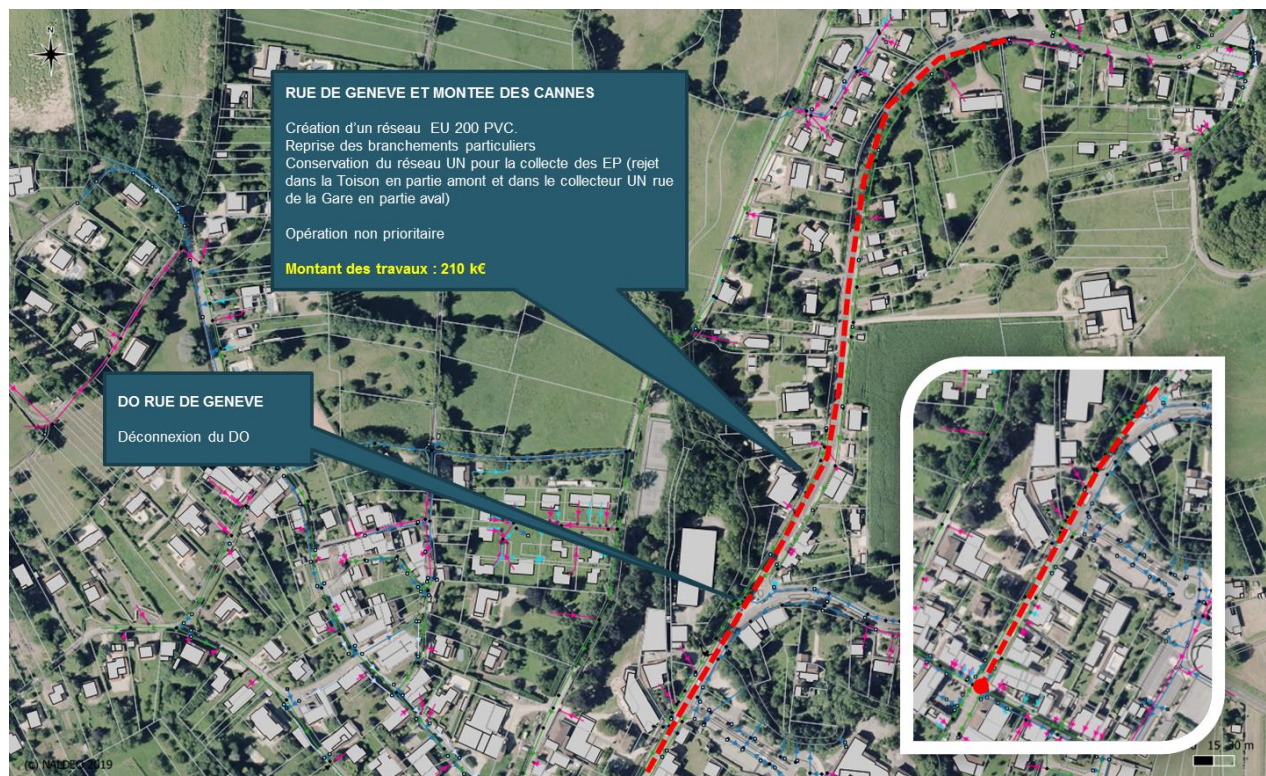 N
RUE DE GENEVE ET MONTEE DES CANNES
Création d'un réseau EU 200 PVC.
Reprise des branchements particuliers
Conservation du réseau UN pour la collecte des EP (rejet
dans la Toison en partie amont et dans le collecteur UN rue
de la Gare en partie aval)
Opération non prioritaire
Montant des travaux : 210 k€
DO RUE DE GENEVE
Déconnexion du DO
15 30 m
(c) NALDEO 2019